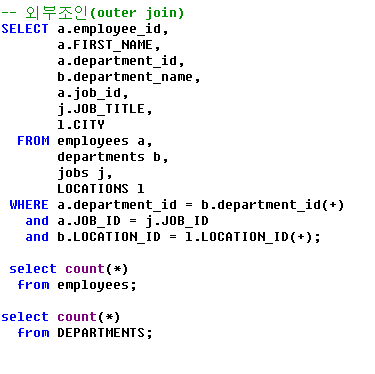 -- 외부조인(outer join)
SELECT a.employee_id,
a.FIRST_NAME,
a.department_id,
b.department_name,
a.job_id,
j.JOB_TITLE,
l.CITY
FROM employees a,
departments b,
jobs j,
LOCATIONS l
WHERE a.department_id = b.department_id(+)
and a.JOB_ID = j.JOB_ID
and b.LOCATION_ID = l.LOCATION_ID(+);
select count(*)
from employees;
select count(*)
from DEPARTMENTS;